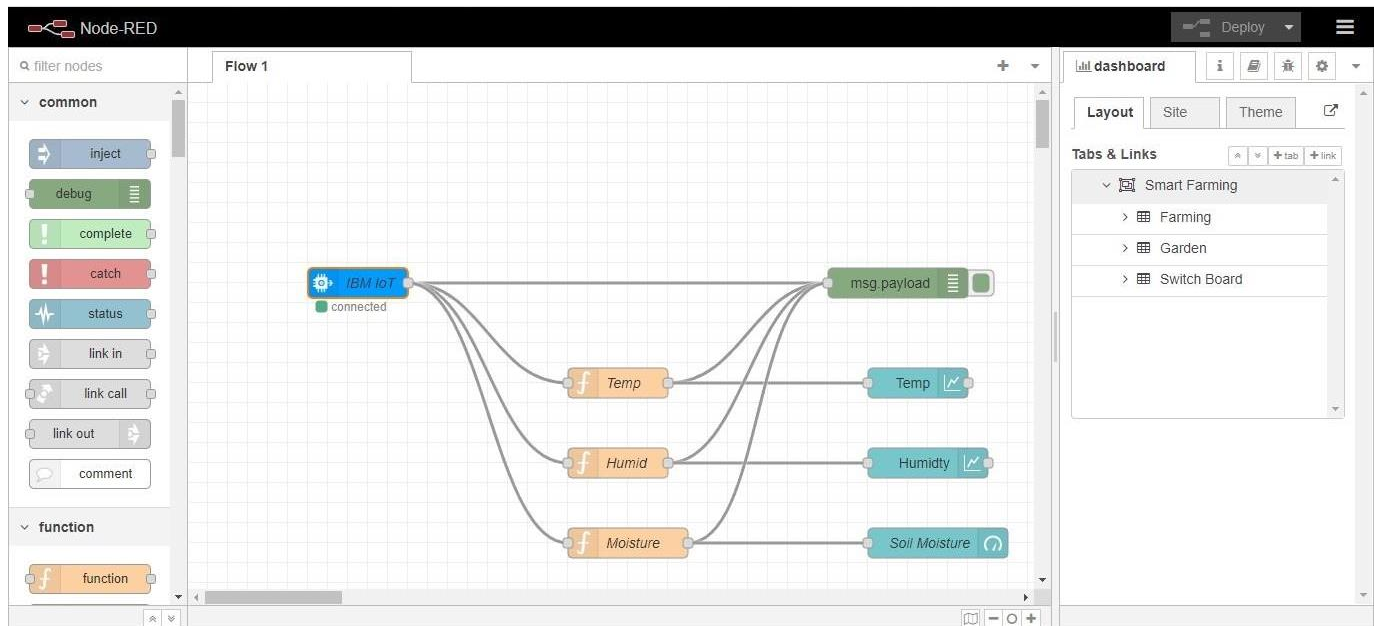 Node-RED
Deploy
filter nodes
Flow 1
dashboard
common
Layout
Site
Theme
inject
Tabs & Links
tab
link
debug
Smart Farming
complete
Farming
catch
Garden
IBM IoT
msg.payload
Switch Board
status
connected
link in
Temp
Temp
link call
link out
Humid
Humidty
comment
function
Moisture
Soil Moisture
function